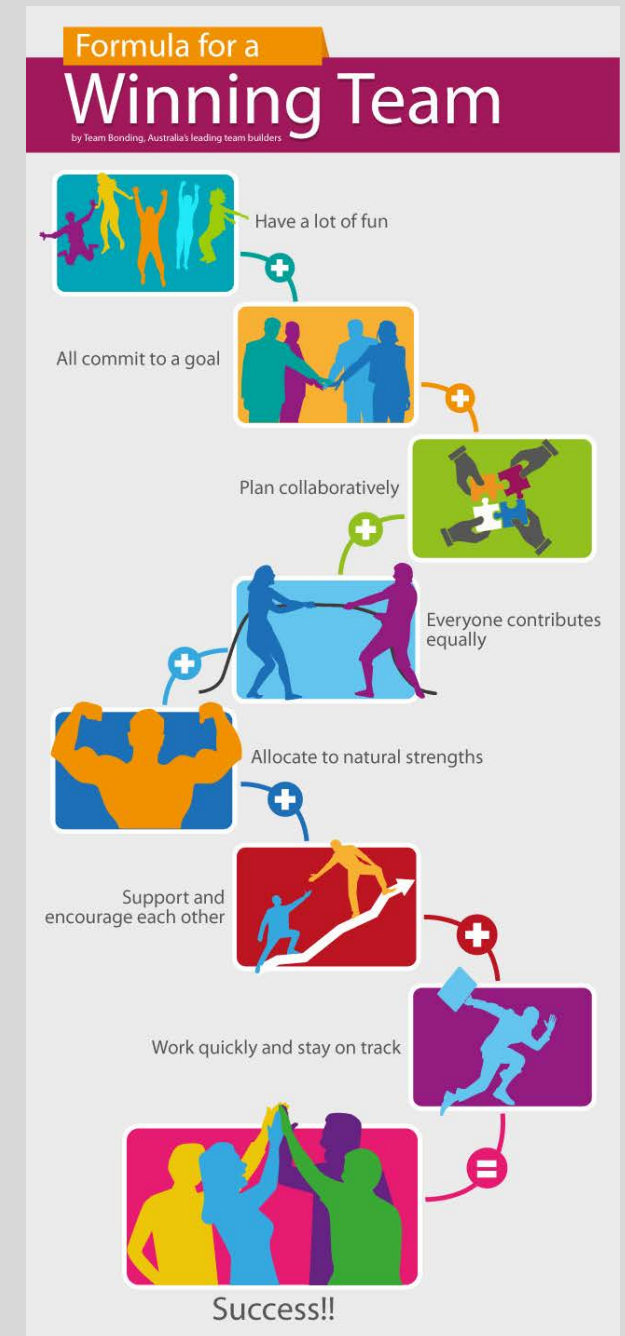 Formula for a
Winning Team
by Team Bonding, Australia's leading team builders
Have a lot of fun
All commit to a goal
Plan collaboratively
Everyone contributes
equally
Allocate to natural strengths
Support and
encourage each other
Work quickly and stay on track
Success!!